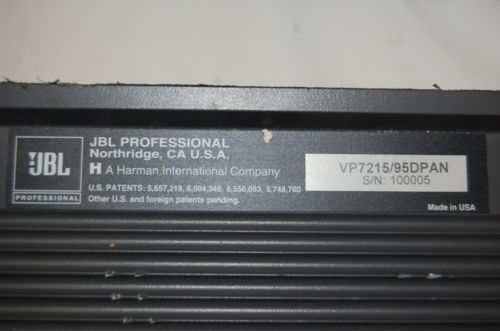 JBL
PROFESSIONAL
JBL PROFESSIONAL
Northridge, CA U.S.A.
H A Harman International Company
U.S. PATENTS: 5,657,219, 6,504,348, 6,556,053, 5,748,760
Other U.S. and foreign patents pending.
VP7215/95DPAN
S/N: 100005
Made in USA